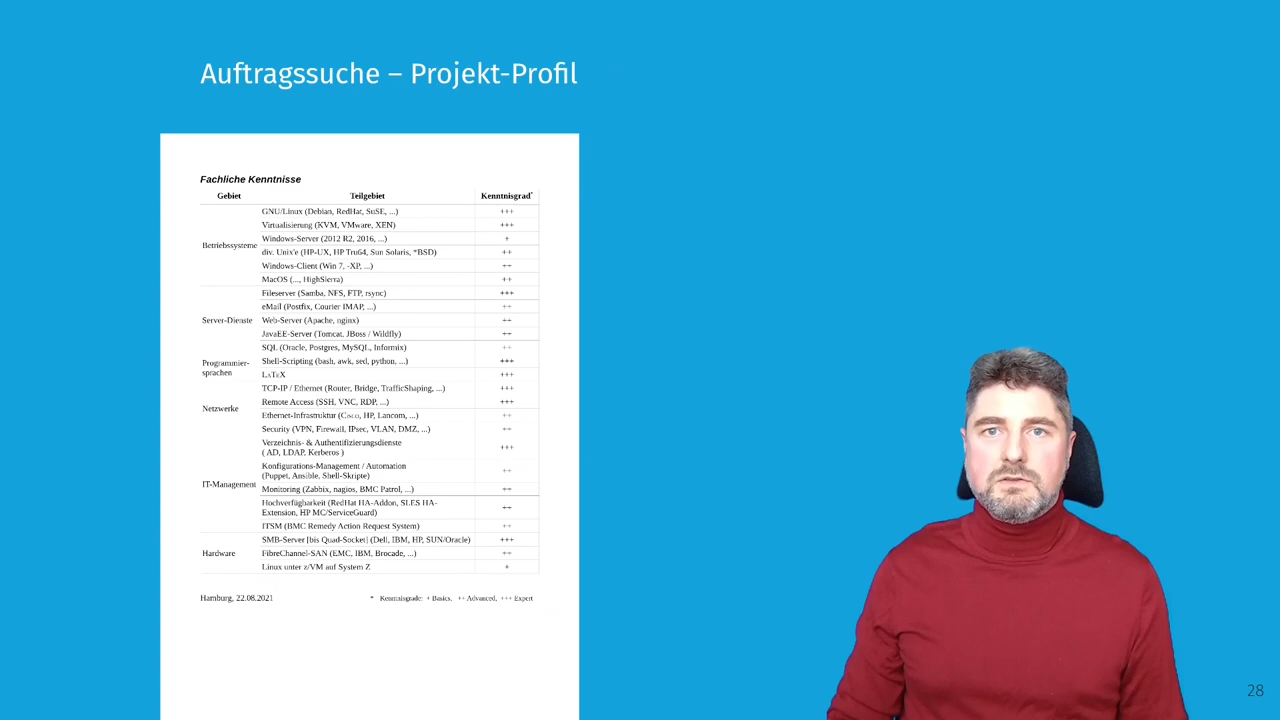 Auftragssuche – Projekt-Profil
Fachliche Kenntnisse
Gebiet Teilgebiet Kenntnisgrad*
Betriebssysteme
GNU/Linux (Debian, RedHat, SuSE, ...) +++
Virtualisierung (KVM, VMware, XEN) +++
Windows-Server (2012 R2, 2016, ...) +
div. Unix'e (HP-UX, HP Tru64, Sun Solaris, *BSD) ++
Windows-Client (Win 7, -XP, ...) ++
MacOS (..., HighSierra) ++
Server-Dienste
Fileserver (Samba, NFS, FTP, rsync) +++
eMail (Postfix, Courier IMAP, ...) ++
Web-Server (Apache, nginx) ++
JavaEE-Server (Tomcat, JBoss / Wildfly) ++
SQL (Oracle, Postgres, MySQL, Informix) ++
Programmier-
sprachen
Shell-Scripting (bash, awk, sed, python, ...) +++
LATEX +++
Netzwerke
TCP-IP / Ethernet (Router, Bridge, TrafficShaping, ...) +++
Remote Access (SSH, VNC, RDP, ...) +++
Ethernet-Infrastruktur (Cisco, HP, Lancom, ...) ++
Security (VPN, Firewall, IPsec, VLAN, DMZ, ...) ++
IT-Management
Verzeichnis- & Authentifizierungsdienste
( AD, LDAP, Kerberos ) +++
Konfigurations-Management / Automation
(Puppet, Ansible, Shell-Skripte) ++
Monitoring (Zabbix, nagios, BMC Patrol, ...) ++
Hochverfügbarkeit (RedHat HA-Addon, SLES HA-
Extension, HP MC/ServiceGuard) ++
ITSM (BMC Remedy Action Request System) ++
Hardware
SMB-Server [bis Quad-Socket] (Dell, IBM, HP, SUN/Oracle) +++
FibreChannel-SAN (EMC, IBM, Brocade, ...) ++
Linux unter z/VM auf System Z +
Hamburg, 22.08.2021 * Kenntnisgrade: + Basics, ++ Advanced, +++ Expert
28